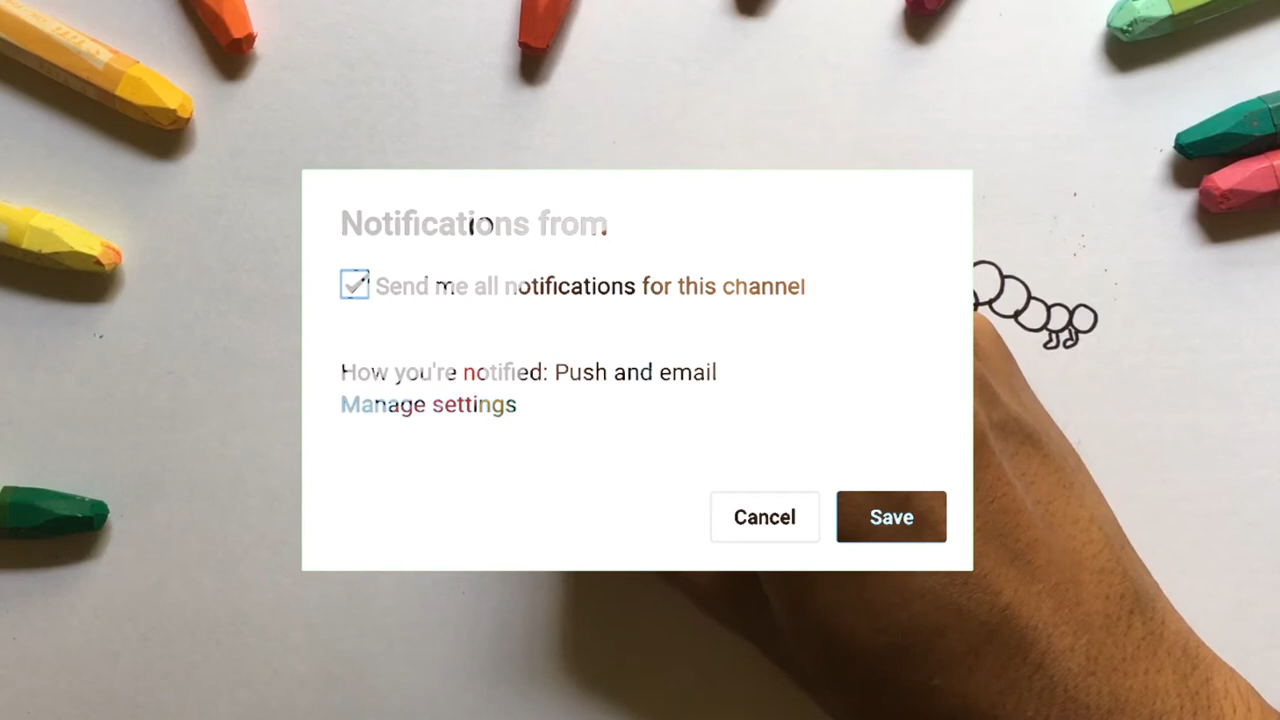 Notifications from
Send me all notifications for this channel
How you're notified: Push and email
Manage settings
Cancel
Save